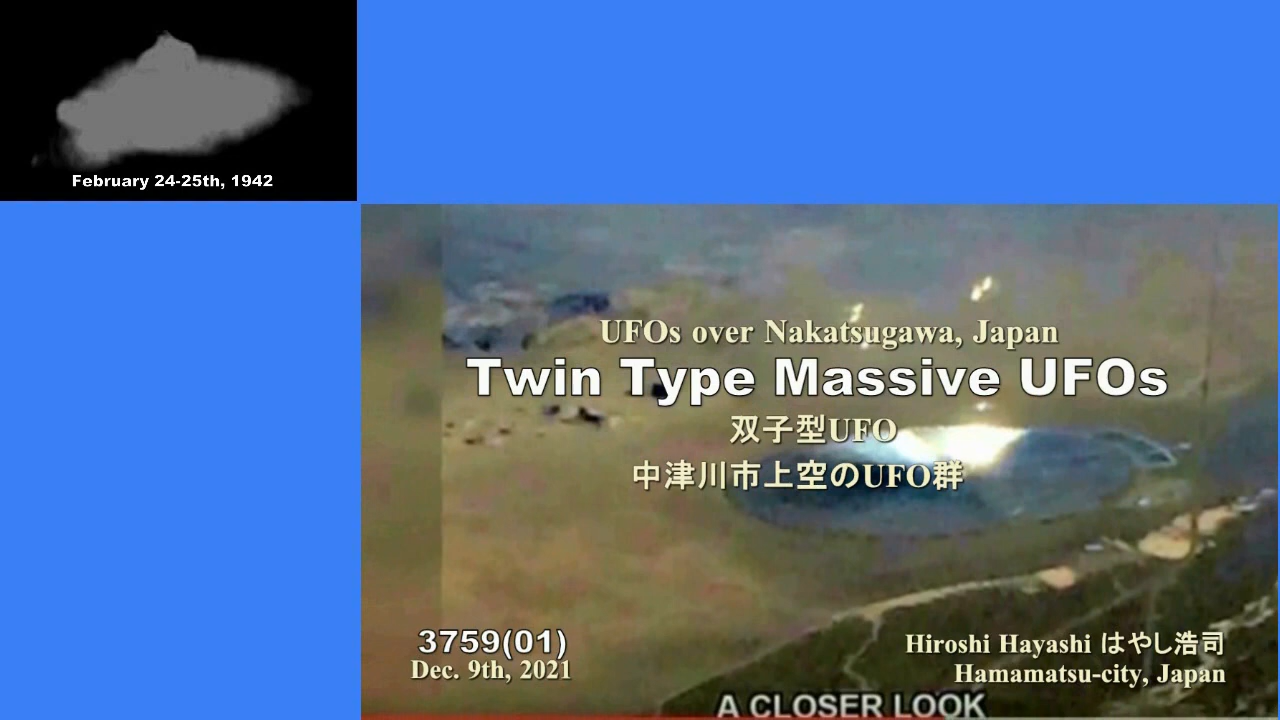 February 24-25th, 1942
UFOs over Nakatsugawa, Japan
Twin Type Massive UFOs
双子型UFO
中津川市上空のUFO群
3759(01)
Dec. 9th, 2021
Hiroshi Hayashi はやし浩司
Hamamatsu-city, Japan
A CLOSER LOOK